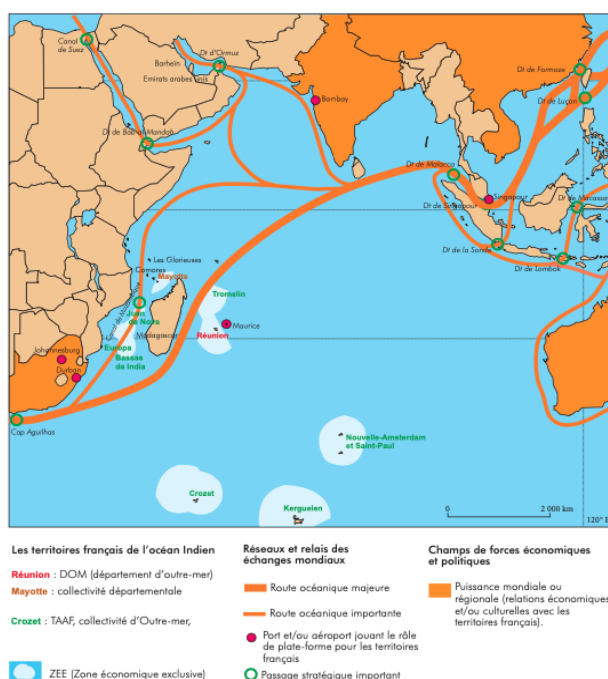 Canal
de Suez
Dt d'Ormuz
Barheïn
Emirats arabes unis
Dt de Formose
Dt de Luçon
Bombay
Dt de Bab al Mandab
Dt de Malacca
Singapour
Dt de Singapour
Dt de Macassar
Dt de la Sonde
Dt de Lombok
Les Glorieuses
Comores
Mayotte
Canal de Mozambique
Tromelin
Juan
de Nova
Madagascar
Maurice
Réunion
Europa
Bassas
da India
Johannesburg
Durban
Cap Aguilhas
Nouvelle-Amsterdam
et Saint-Paul
Crozet
Kerguelen
0
2 000 km
120° E
Les territoires français de l'océan Indien
Réunion : DOM (département d'outre-mer)
Mayotte : collectivité départementale
Crozet : TAAF, collectivité d'Outre-mer,
ZEE (Zone économique exclusive)
Réseaux et relais des
échanges mondiaux
Route océanique majeure
Route océanique importante
Port et/ou aéroport jouant le rôle
de plate-forme pour les territoires
français
Passage stratégique important
Champs de forces économiques
et politiques
Puissance mondiale ou
régionale (relations économiques
et/ou culturelles avec les
territoires français).